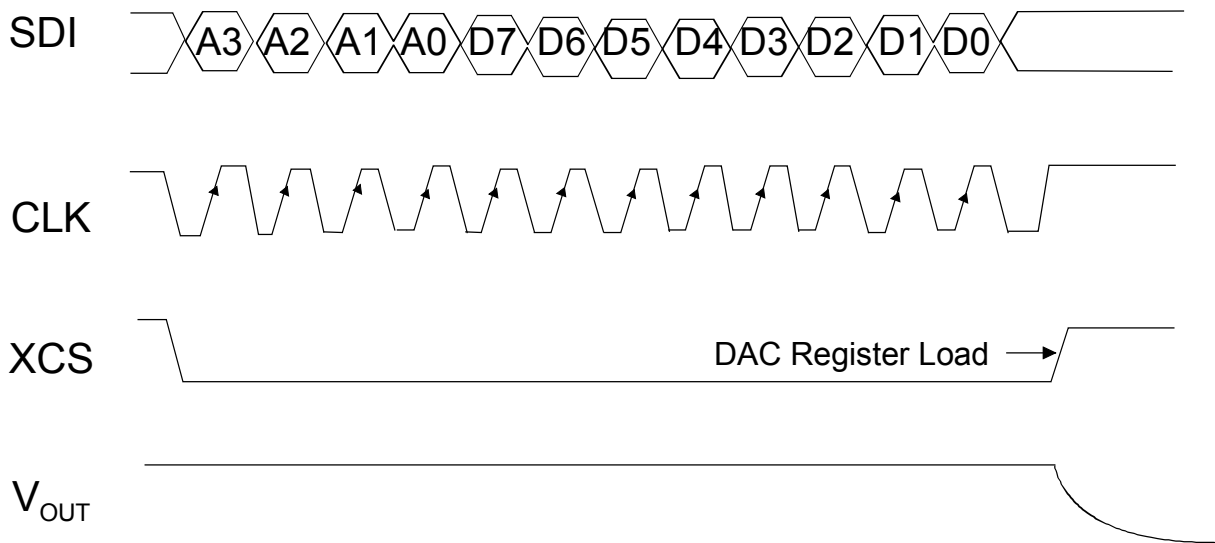 SDI A3 A2 A1 A0 D7 D6 D5 D4 D3 D2 D1 D0
CLK
XCS DAC Register Load
VOUT